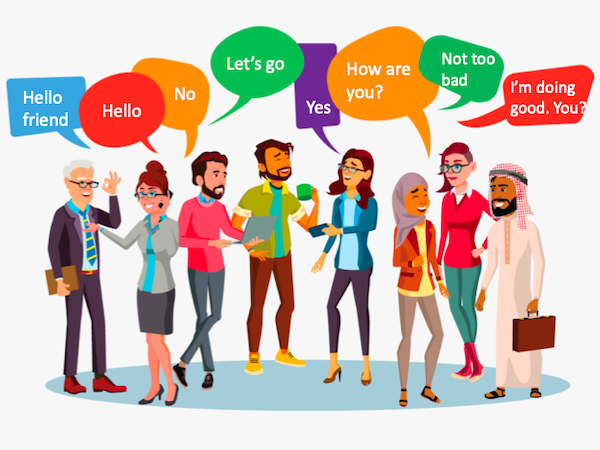 Hello
friend
Hello
No
Let's go
Yes
How are
you?
Not too
bad
I'm doing
good. You?